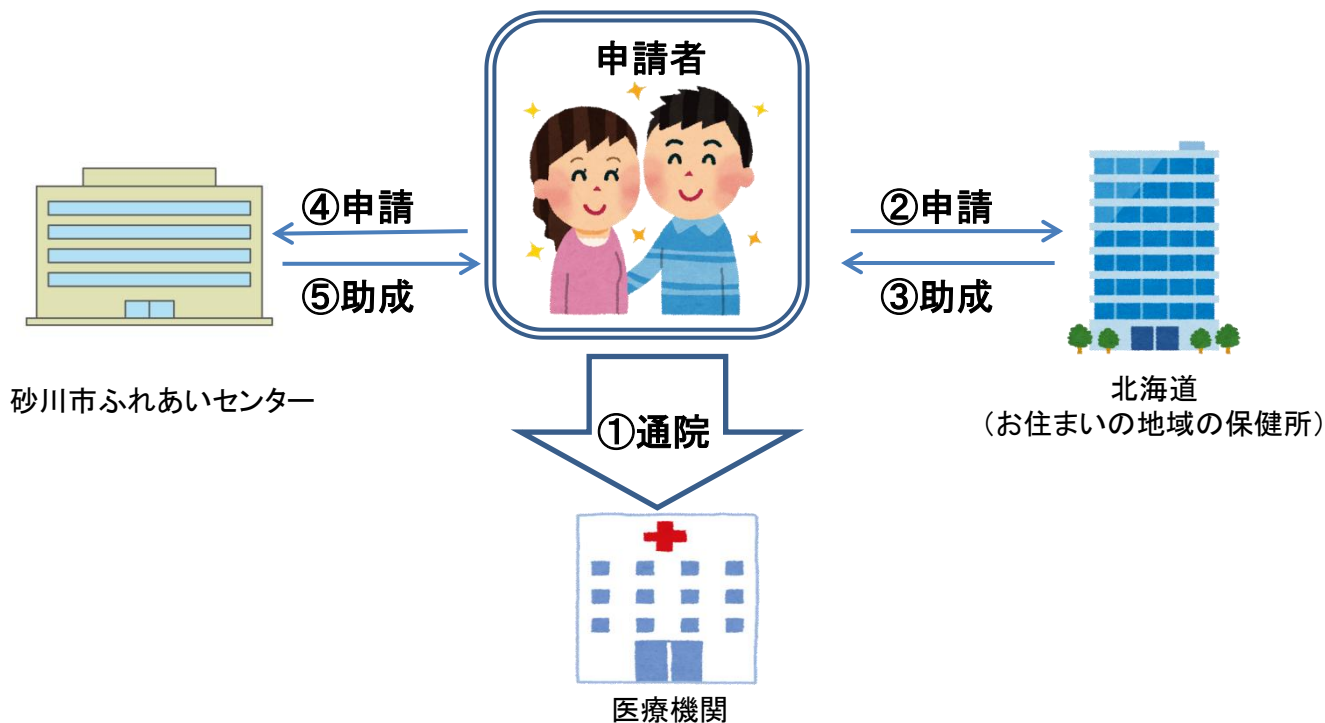 申請者
④申請
⑤助成
②申請
③助成
砂川市ふれあいセンター
北海道
（お住まいの地域の保健所）
①通院
医療機関